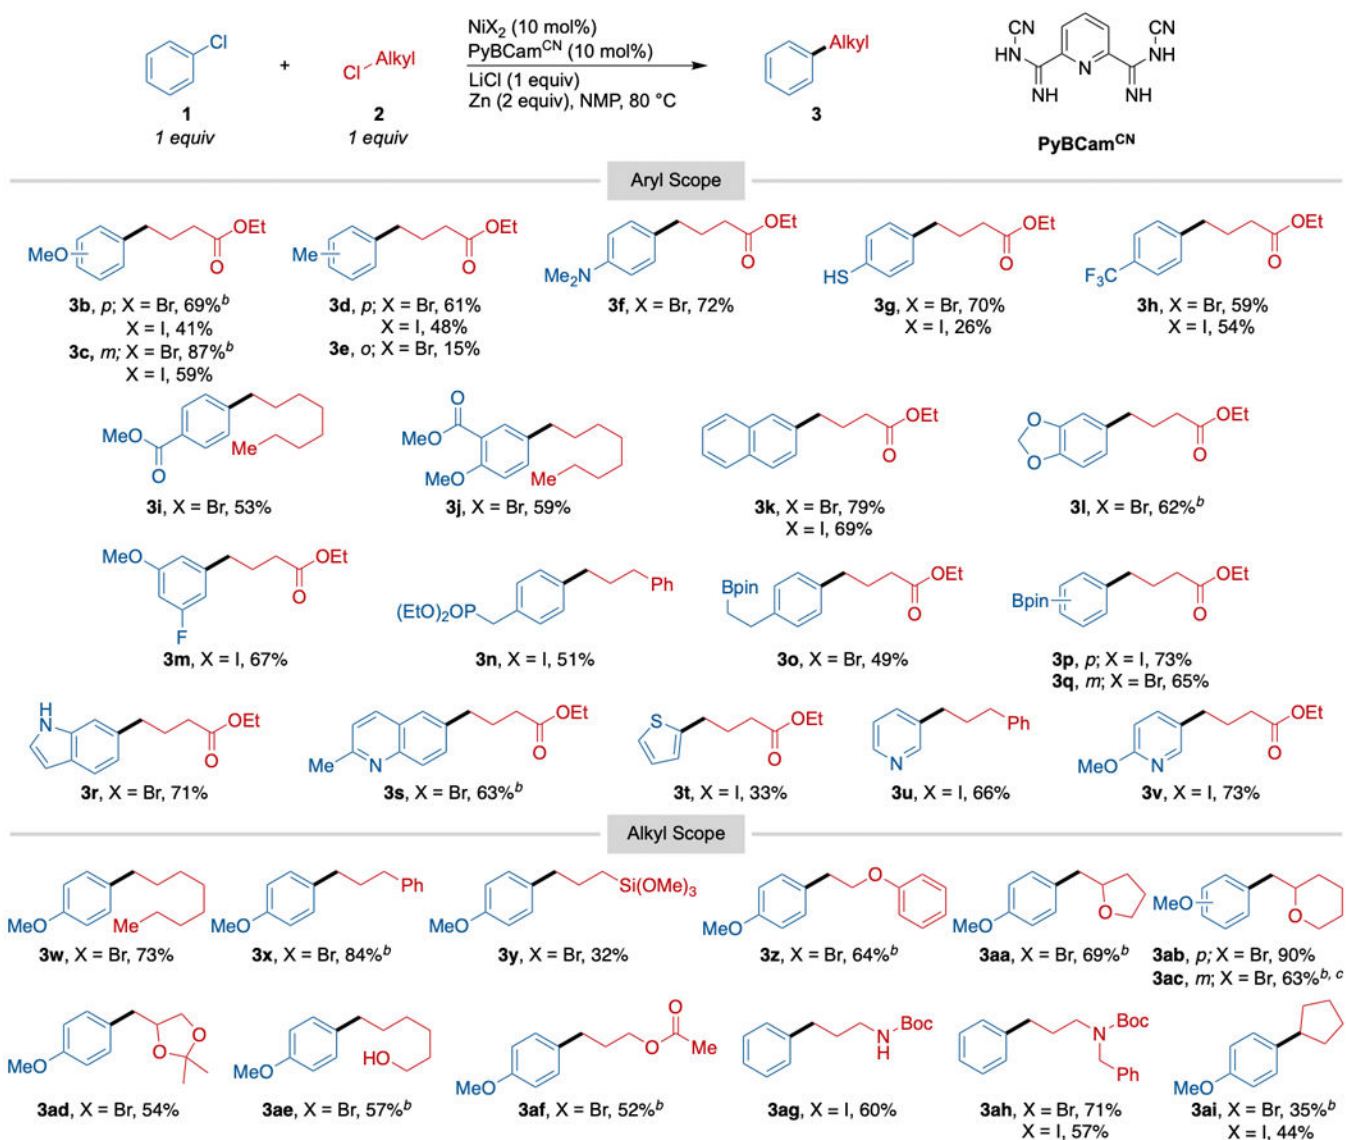 Cl
+
Cl Alkyl
NiX2 (10 mol%)
PyBCamCN (10 mol%)
LiCl (1 equiv)
Zn (2 equiv), NMP, 80 °C
Alkyl
CN
HN
NH
N
CN
NH
NH
1
1 equiv
2
1 equiv
3
PyBCamCN
Aryl Scope
MeO
OEt
O
Me
OEt
O
Me2N
OEt
O
HS
OEt
O
F3C
OEt
O
3b, p; X = Br, 69%b
X = I, 41%
3c, m; X = Br, 87%b
X = I, 59%
3d, p; X = Br, 61%
X = I, 48%
3e, o; X = Br, 15%
3f, X = Br, 72%
3g, X = Br, 70%
X = I, 26%
3h, X = Br, 59%
X = I, 54%
MeO
O
Me
O
MeO
MeO
Me
OEt
O
O
O
OEt
O
3i, X = Br, 53%
3j, X = Br, 59%
3k, X = Br, 79%
X = I, 69%
3l, X = Br, 62%b
MeO
F
OEt
O
(EtO)2OP
Ph
Bpin
OEt
O
Bpin
OEt
O
3m, X = I, 67%
3n, X = I, 51%
3o, X = Br, 49%
3p, p; X = I, 73%
3q, m; X = Br, 65%
H
N
OEt
O
Me
N
OEt
O
S
OEt
O
N
Ph
MeO
N
OEt
O
3r, X = Br, 71%
3s, X = Br, 63%b
3t, X = I, 33%
3u, X = I, 66%
3v, X = I, 73%
Alkyl Scope
MeO
Me
MeO
Ph
MeO
Si(OMe)3
MeO
O
MeO
O
MeO
O
3w, X = Br, 73%
3x, X = Br, 84%b
3y, X = Br, 32%
3z, X = Br, 64%b
3aa, X = Br, 69%b
3ab, p; X = Br, 90%
3ac, m; X = Br, 63%b, c
MeO
O
O
MeO
HO
MeO
O
O
Me
N
H
Boc
N
Boc
Ph
MeO
3ad, X = Br, 54%
3ae, X = Br, 57%b
3af, X = Br, 52%b
3ag, X = I, 60%
3ah, X = Br, 71%
X = I, 57%
3ai, X = Br, 35%b
X = I, 44%